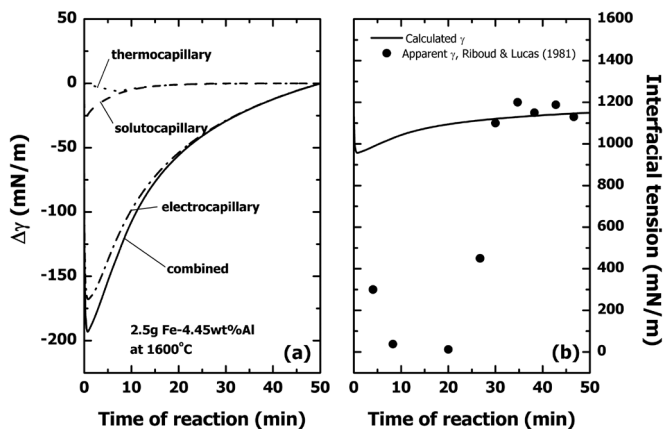 thermocapillary
solutocapillary
electrocapillary
combined
2.5g Fe-4.45wt%Al
at 1600°C
(a)
0
-50
-100
-150
-200
Δγ (mN/m)
0 10 20 30 40 50
Time of reaction (min)
Calculated γ
Apparent γ, Riboud & Lucas (1981)
(b)
1600
1400
1200
1000
800
600
400
200
0
Interfacial tension (mN/m)
0 10 20 30 40 50
Time of reaction (min)